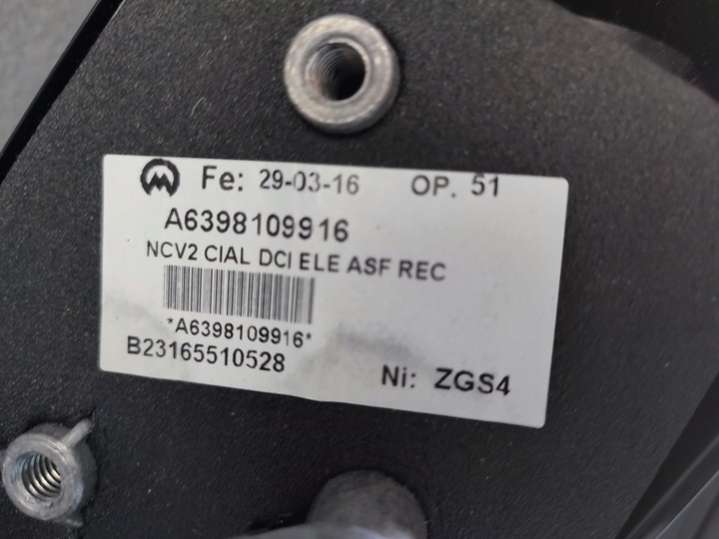 Fe: 29-03-16 OP. 51
A6398109916
NCV2 CIAL DCI ELE ASF REC
*A6398109916*
B23165510528
Ni: ZGS4